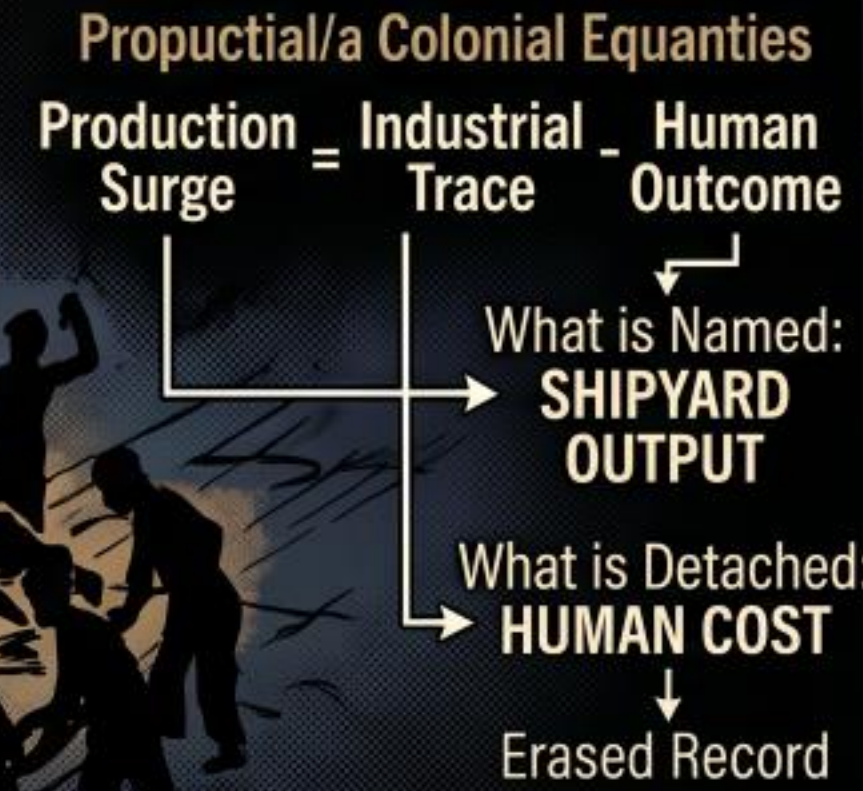 Propuctial/a Colonial Equanties
Production Surge = Industrial Trace - Human Outcome
What is Named:
SHIPYARD
OUTPUT
What is Detached:
HUMAN COST
Erased Record